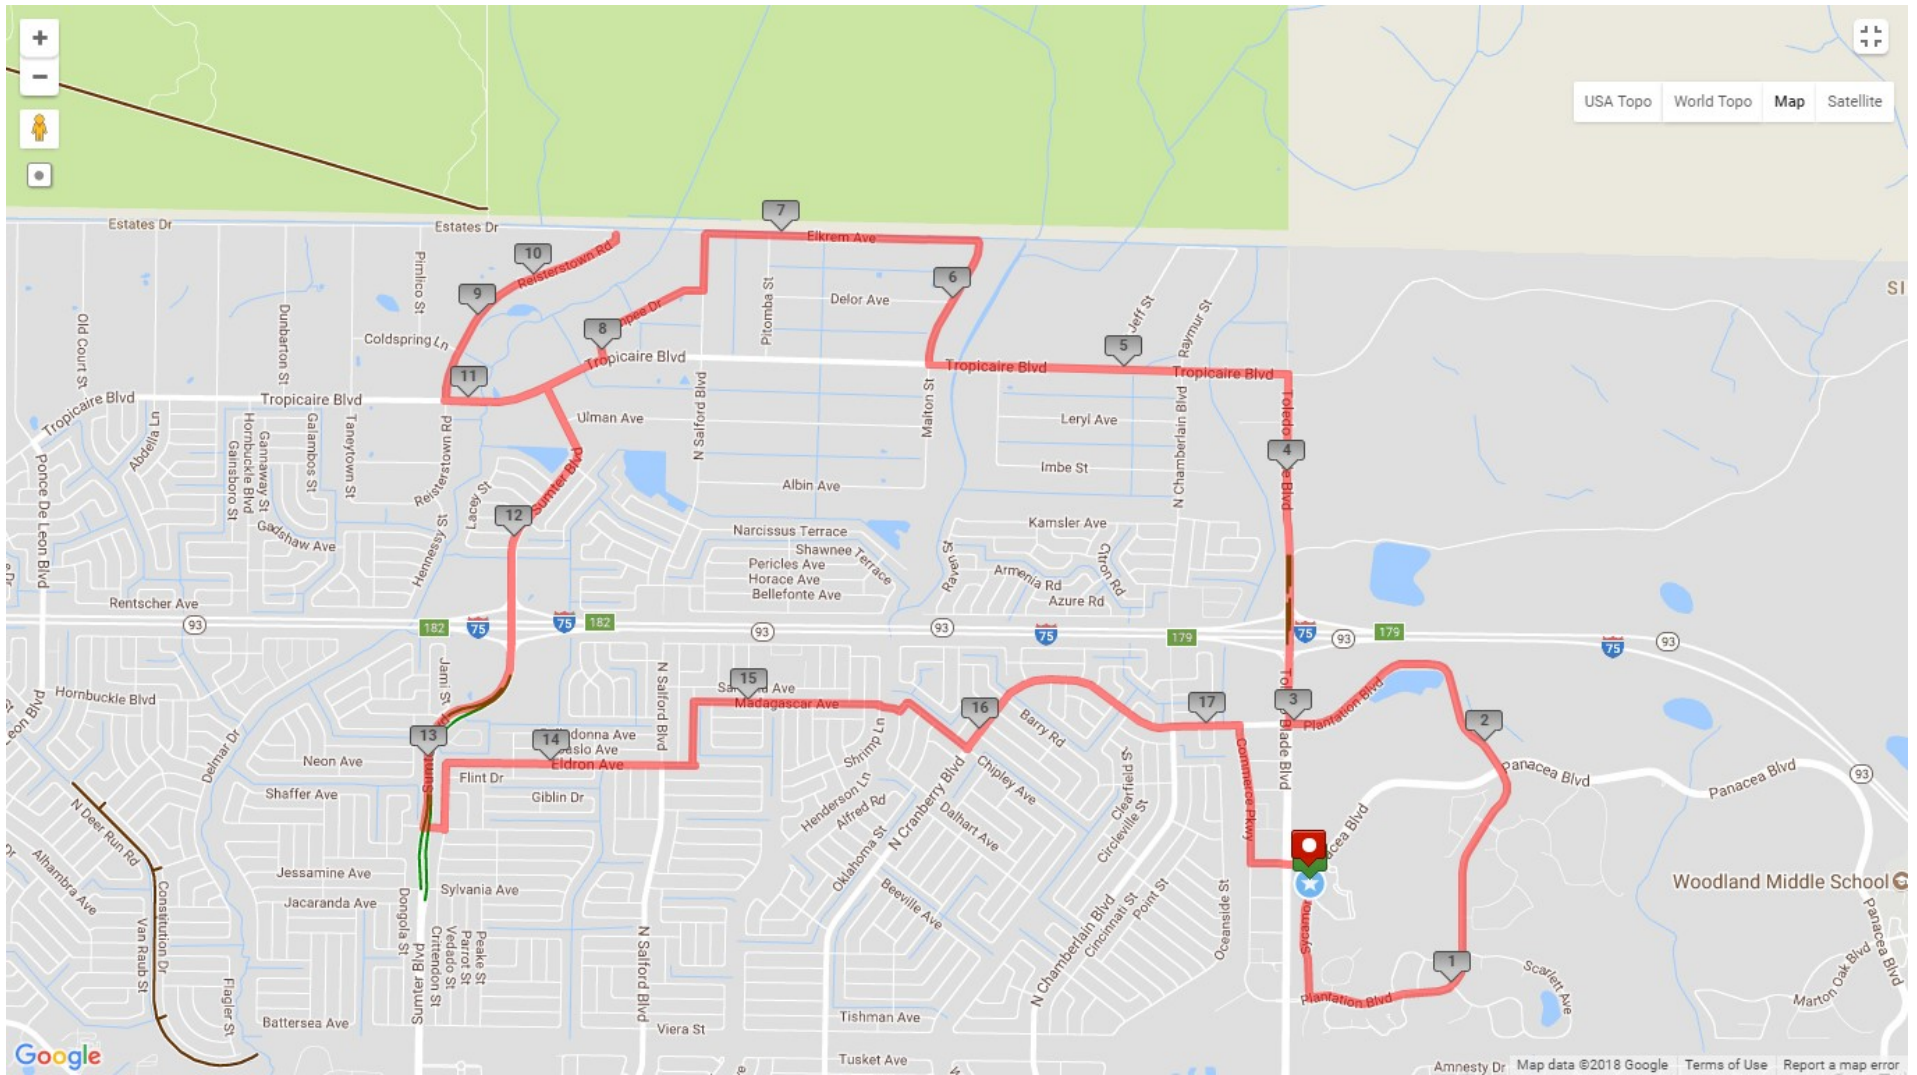 USA Topo
World Topo
Map
Satellite
Estates Dr
Estates Dr
7
Elkrem Ave
10
Reisterstown Rd
6
9
Pimlico St
Pitomba St
Delor Ave
SI
Old Court St
Dunbarton St
Coldspring Ln
8
Jeff St
Raymur St
5
Tropicaire Blvd
Tropicaire Blvd
Tropicaire Blvd
11
Tropicaire Blvd
Tropicaire Blvd
Ulman Ave
N Salford Blvd
Malton St
Leryl Ave
N Chamberlain Blvd
Abdella Ln
Hornbuckle Blvd
Gainsboro St
Gannaway St
Galambos St
Taneytown St
Reisterstown Rd
4
Imbe St
Ponce De Leon Blvd
Lacey St
Sumter Blvd
Albin Ave
12
Gadshaw Ave
Hennessy St
Narcissus Terrace
Kamsler Ave
Shawnee Terrace
Raven St
Citron Rd
Pericles Ave
Horace Ave
Bellefonte Ave
Armenia Rd
Azure Rd
Rentscher Ave
93
182
75
75
182
93
93
75
179
75
93
179
75
93
Hornbuckle Blvd
Jami St
N Salford Blvd
15
Madagascar Ave
16
17
3
Plantation Blvd
2
Barry Rd
Delmar Dr
13
14
Eldron Ave
Neon Ave
Flint Dr
Shrimp Ln
Chipley Ave
Clearfield St
Commerce Pkwy
Panacea Blvd
Panacea Blvd
93
Shaffer Ave
Giblin Dr
Henderson Ln
Alfred Rd
N Cranberry Blvd
Dalhart Ave
Circleville St
N Deer Run Rd
Alhambra Ave
Oklahoma St
Jessamine Ave
Sylvania Ave
Jacaranda Ave
Beeville Ave
Woodland Middle School
Constitution Dr
Van Raub St
Dongola St
Point St
Cincinnati St
Oceanside St
Panacea Blvd
Peake St
Parrot St
Vedado St
Crittendon St
Sumter Blvd
N Salford Blvd
N Chamberlain Blvd
1
Scarlett Ave
Plantation Blvd
Marton Oak Blvd
Flagler St
Battersea Ave
Viera St
Tishman Ave
Tusket Ave
Amnesty Dr
Google
Map data ©2018 Google
Terms of Use
Report a map error